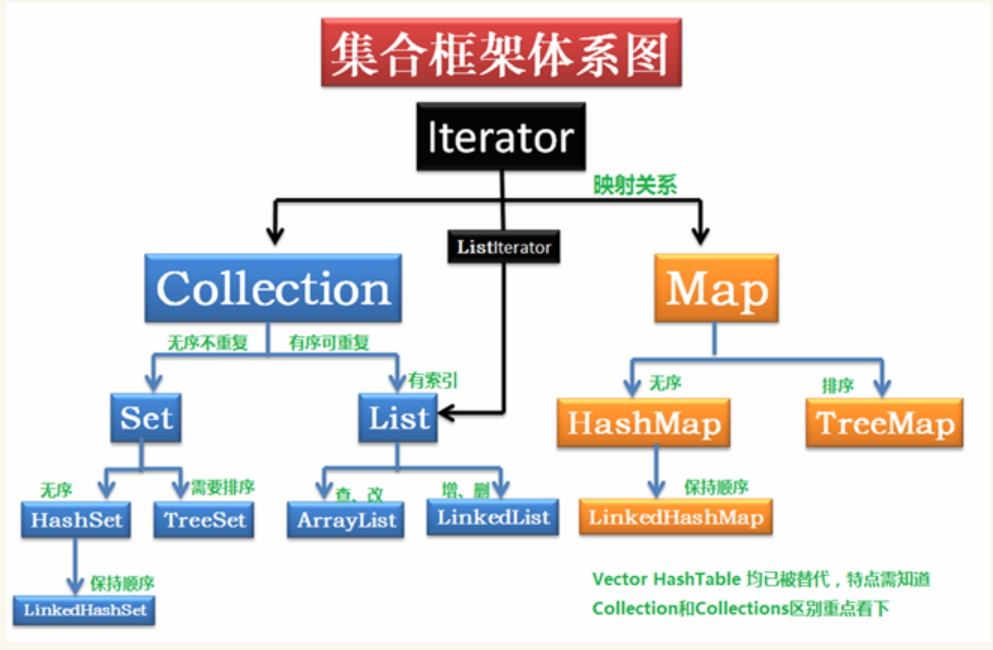 集合框架体系图
Iterator
映射关系
ListIterator
Collection
Map
无序不重复
有序可重复
有索引
无序
排序
Set
List
HashMap
TreeMap
无序
需要排序
查、改
增、删
保持顺序
HashSet
TreeSet
ArrayList
LinkedList
LinkedHashMap
保持顺序
LinkedHashSet
Vector HashTable 均已被替代，特点需知道
Collection和Collections区别重点看下